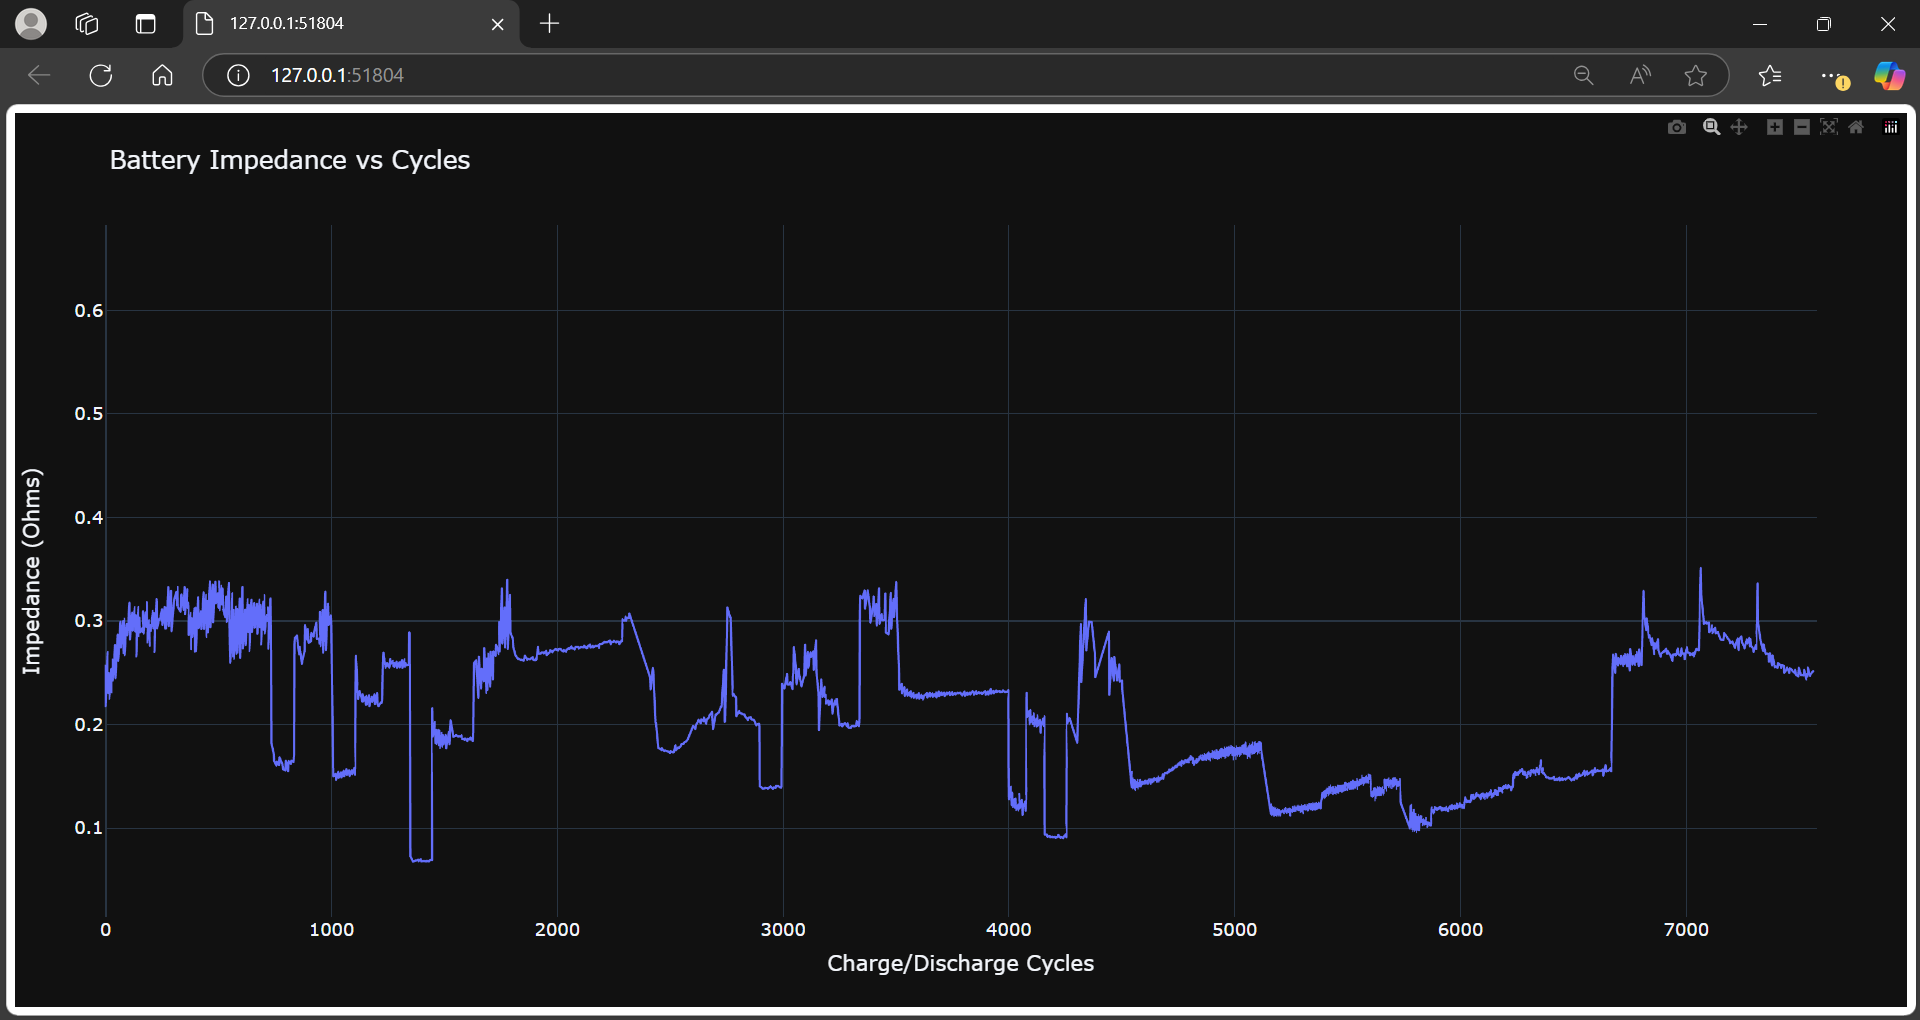 127.0.0.1:51804
127.0.0.1:51804
Battery Impedance vs Cycles
0.6
0.5
0.4
0.3
0.2
0.1
Impedance (Ohms)
0 1000 2000 3000 4000 5000 6000 7000
Charge/Discharge Cycles